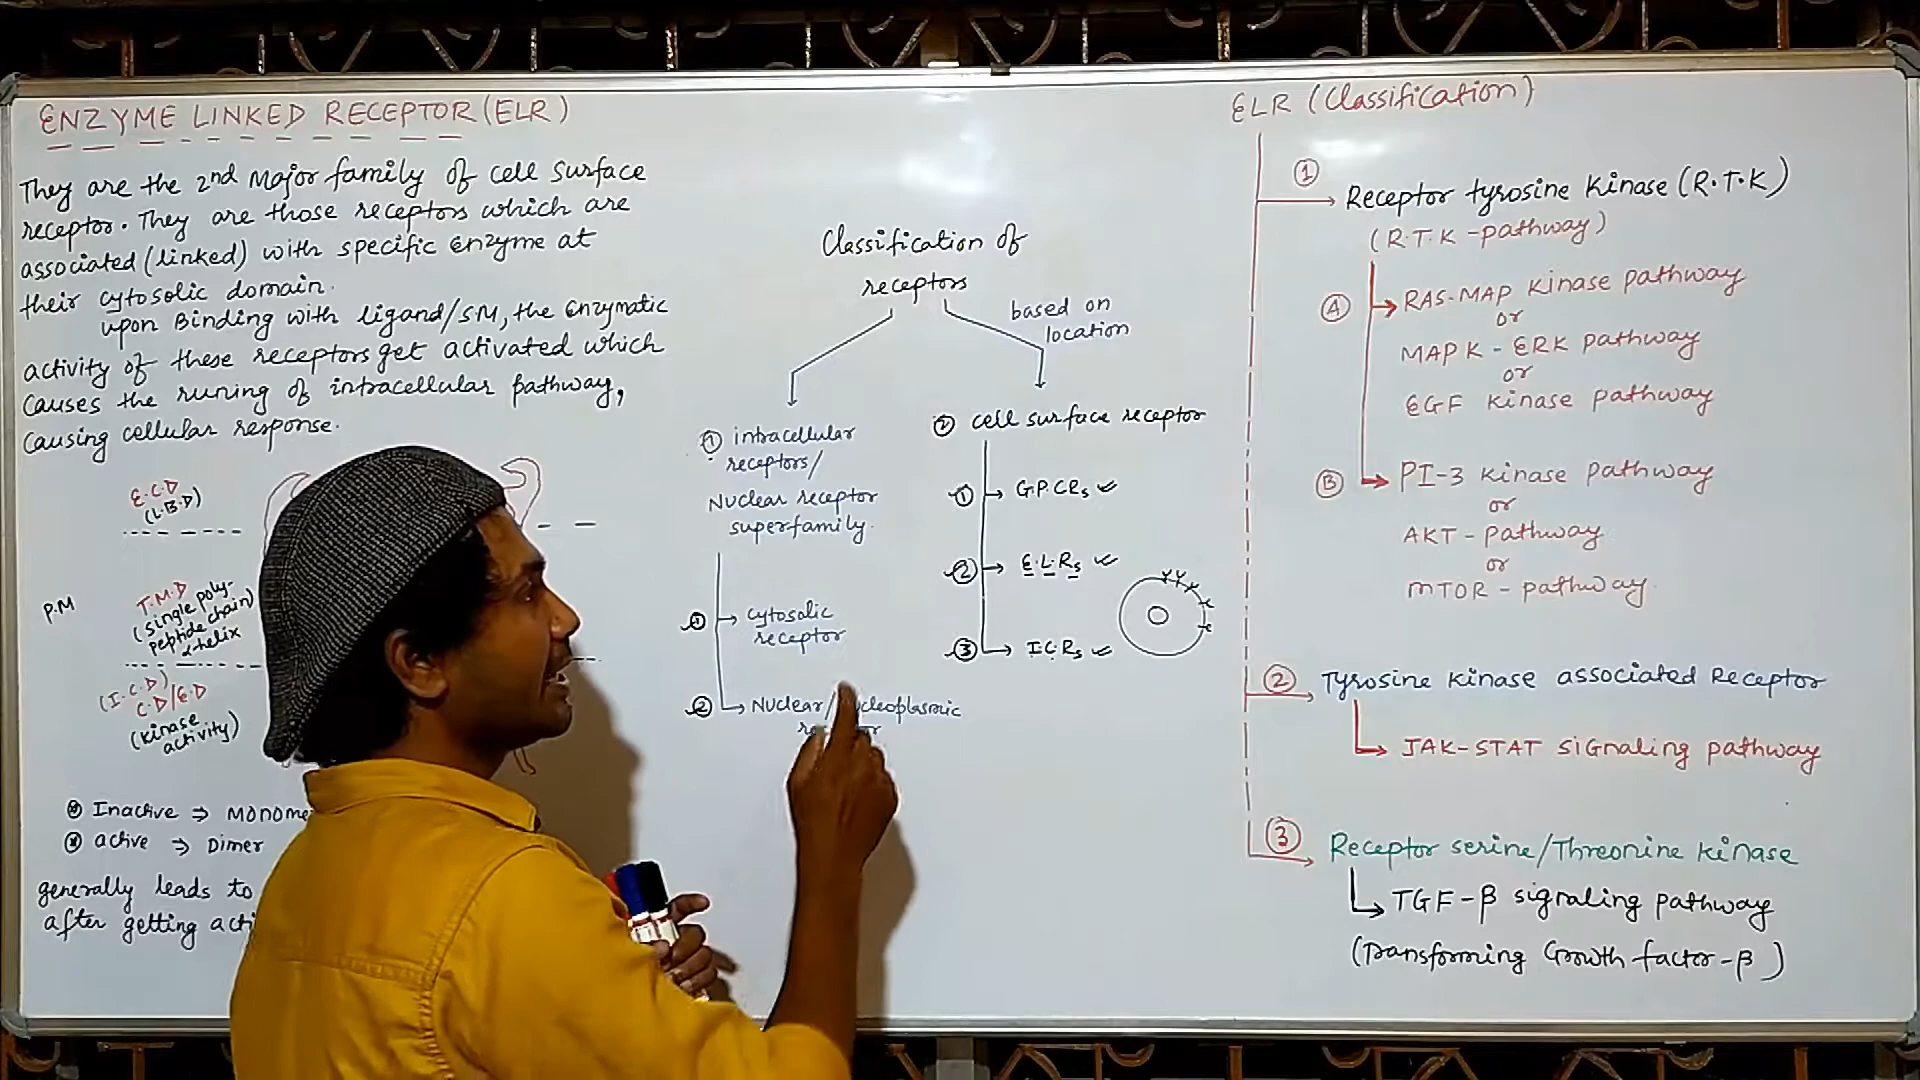 ENZYME LINKED RECEPTOR (ELR)
They are the 2nd Major family of cell surface
receptor. They are those receptors which are
associated (linked) with specific enzyme at
their cytosolic domain.
upon Binding with ligand/SM, the enzymatic
activity of these receptors get activated which
causes the runing of intracellular pathway,
causing cellular response.
E.C.D
(L.B.D)
P.M
T.M.D
(single poly-
peptide chain)
α-helix
(I.C.D)
C.D/E.D
(kinase
activity)
Inactive ⇒ monome
active ⇒ Dimer
generally leads to
after getting acti
Classification of
receptors
based on
location
① intracellular
receptors/
Nuclear receptor
superfamily.
① → cytosolic
receptor
② → Nuclear/
② cell surface receptor
① → G.P.CRs ✓
② → E.L.Rs ✓
③ → I.C.Rs ✓
ELR (Classification)
① Receptor tyrosine kinase (R.T.K)
(R.T.K - pathway)
Ⓐ RAS-MAP kinase pathway
or
MAPK - ERK pathway
or
EGF kinase pathway
Ⓑ PI-3 kinase pathway
or
AKT - pathway
or
mTOR - pathway.
② Tyrosine kinase associated Receptor
JAK-STAT signaling pathway
③ Receptor serine/Threonine kinase
TGF-β signaling pathway
(Transforming Growth factor-β)